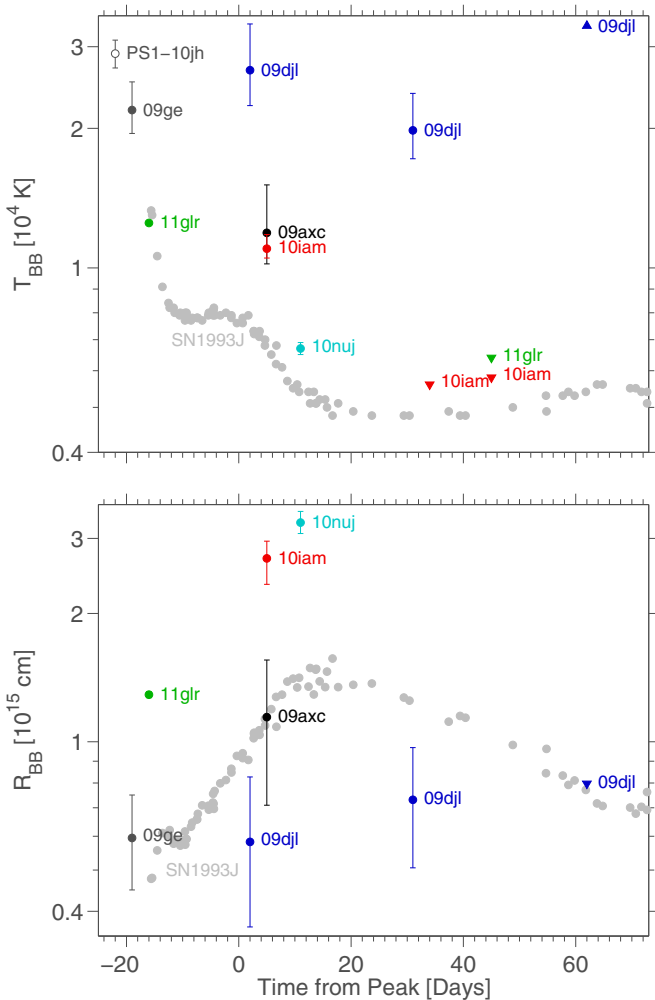 3
09djl
PS1−10jh
09djl
09ge
2
09djl
11glr
09axc
10iam
1
T_BB [10^4 K]
SN1993J
10nuj
11glr
10iam
10iam
0.4
10nuj
3
10iam
2
11glr
09axc
1
R_BB [10^15 cm]
09djl
09djl
09ge
09djl
SN1993J
0.4
−20 0 20 40 60
Time from Peak [Days]